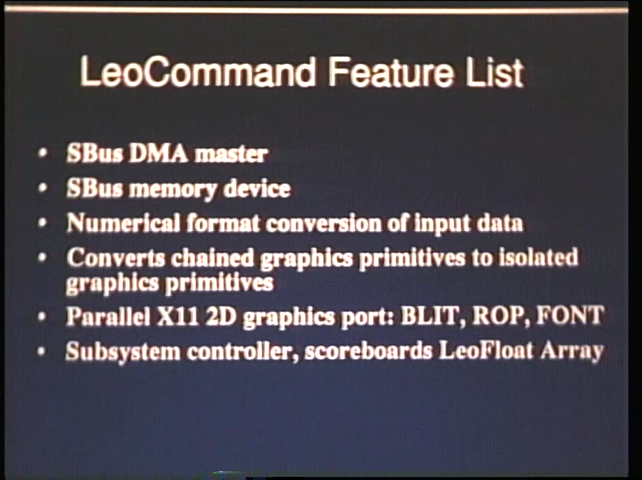 LeoCommand Feature List
• SBus DMA master
• SBus memory device
• Numerical format conversion of input data
• Converts chained graphics primitives to isolated
graphics primitives
• Parallel X11 2D graphics port: BLIT, ROP, FONT
• Subsystem controller, scoreboards LeoFloat Array